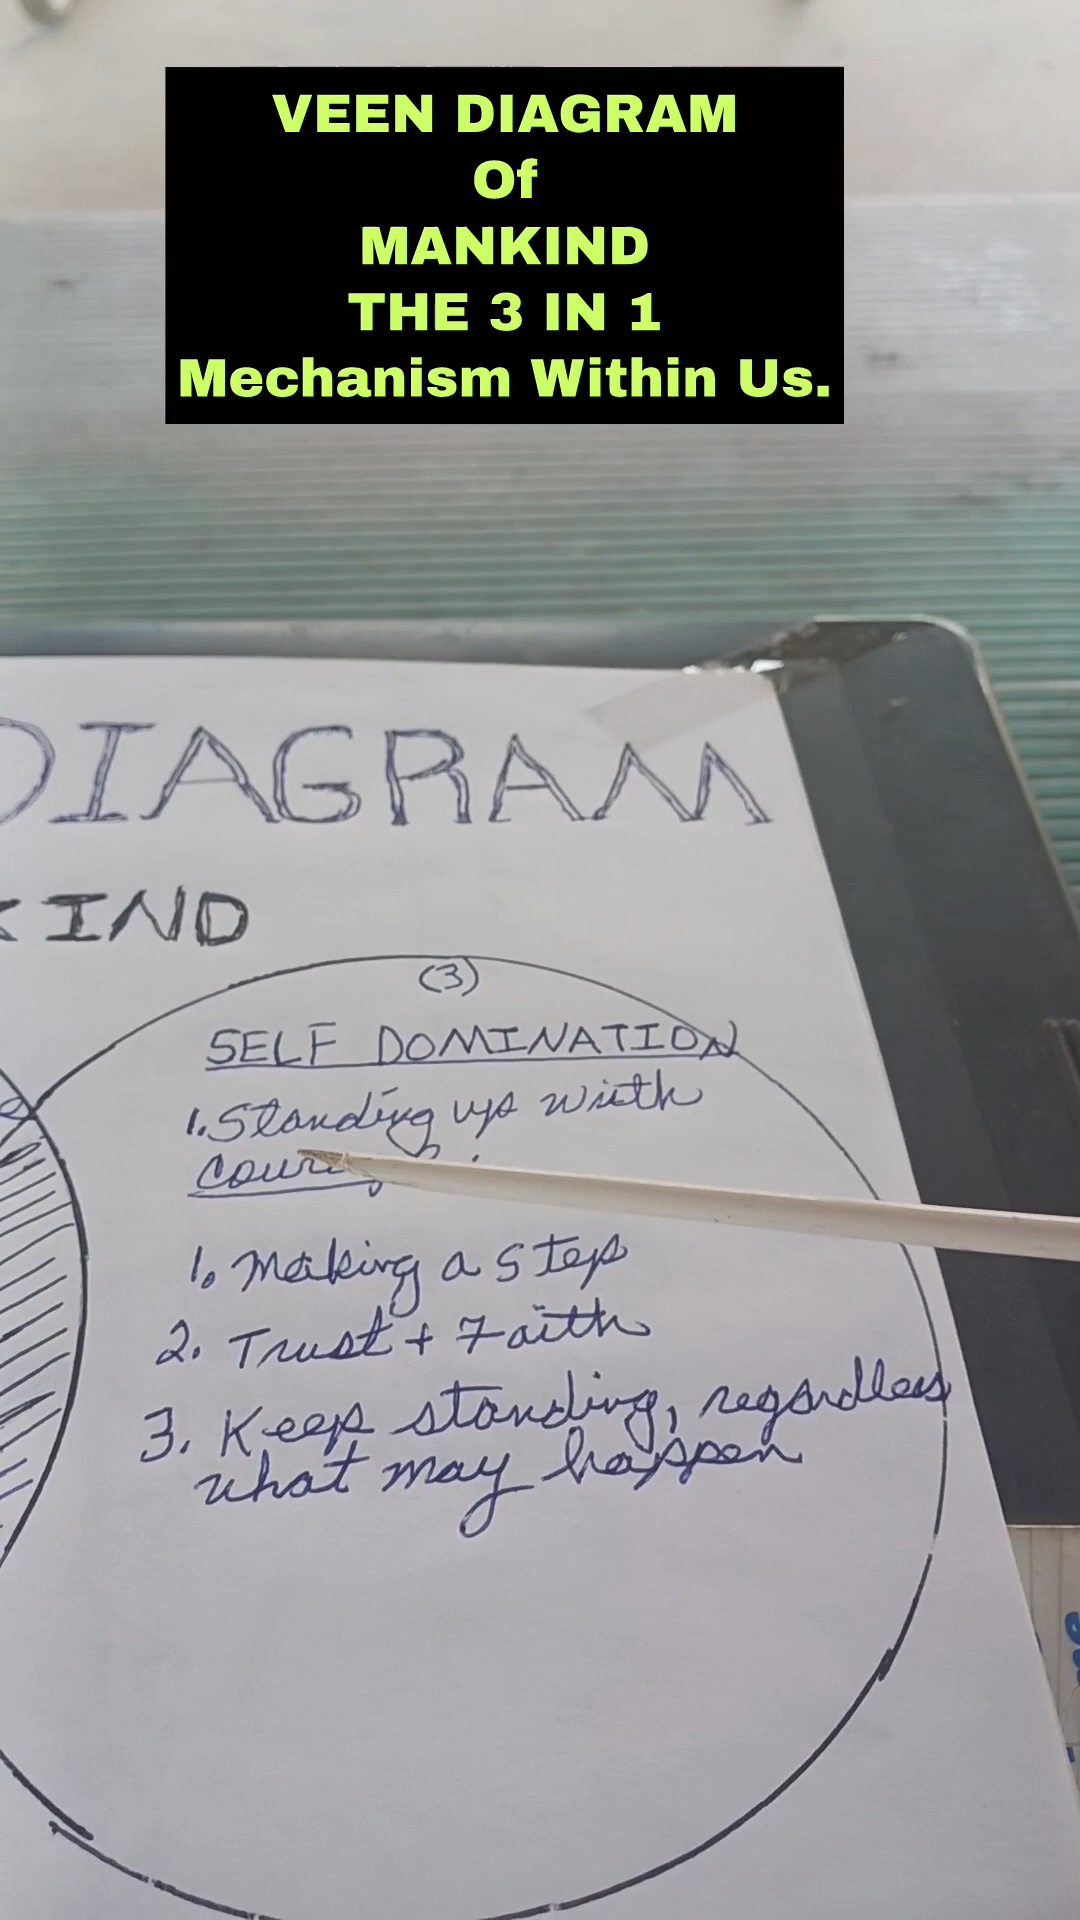 VEEN DIAGRAM
Of
MANKIND
THE 3 IN 1
Mechanism Within Us.
DIAGRAM
KIND
(3)
SELF DOMINATION
1. Standing up with
1. Making a step
2. Trust + Faith
3. Keep standing, regardless
what may happen